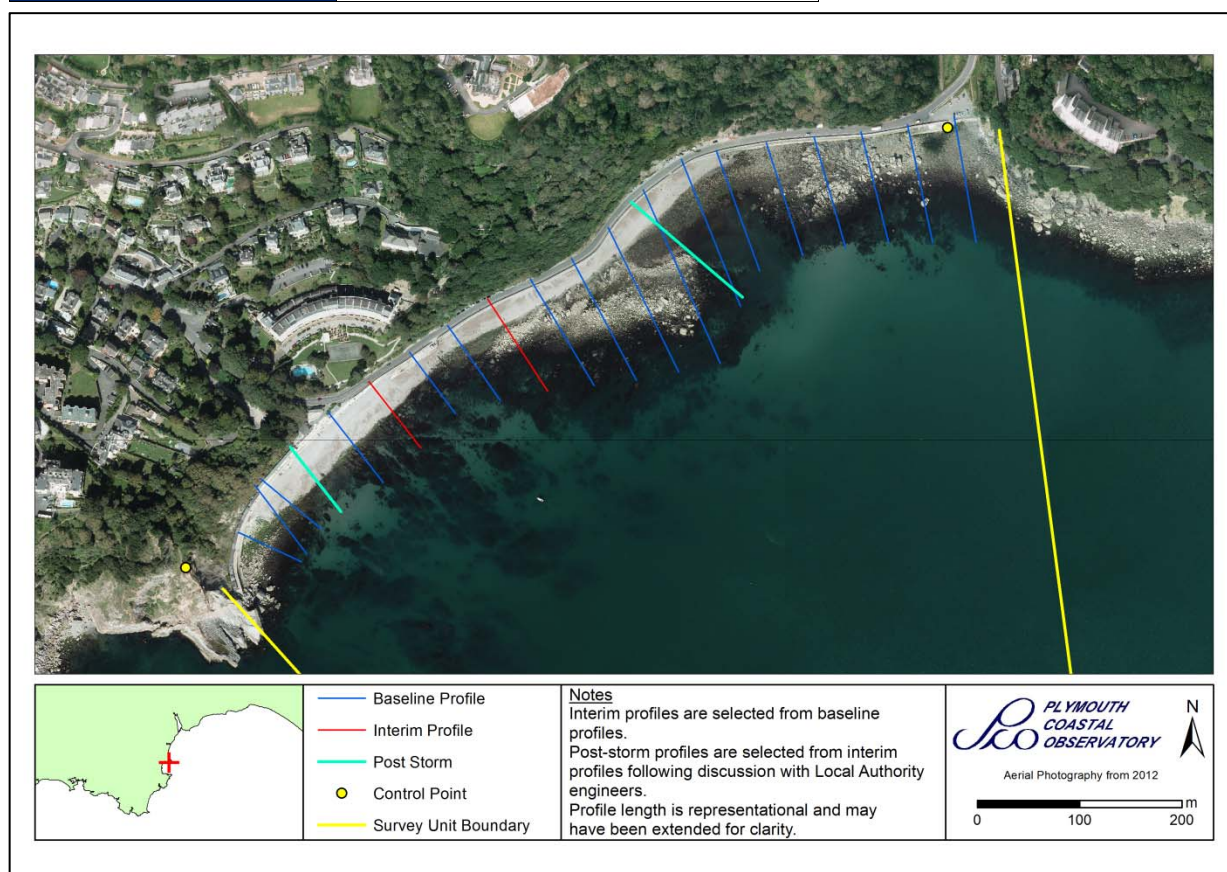 Baseline Profile
Interim Profile
Post Storm
Control Point
Survey Unit Boundary
Notes
Interim profiles are selected from baseline
profiles.
Post-storm profiles are selected from interim
profiles following discussion with Local Authority
engineers.
Profile length is representational and may
have been extended for clarity.
PLYMOUTH
COASTAL
OBSERVATORY
N
Aerial Photography from 2012
m
0 100 200